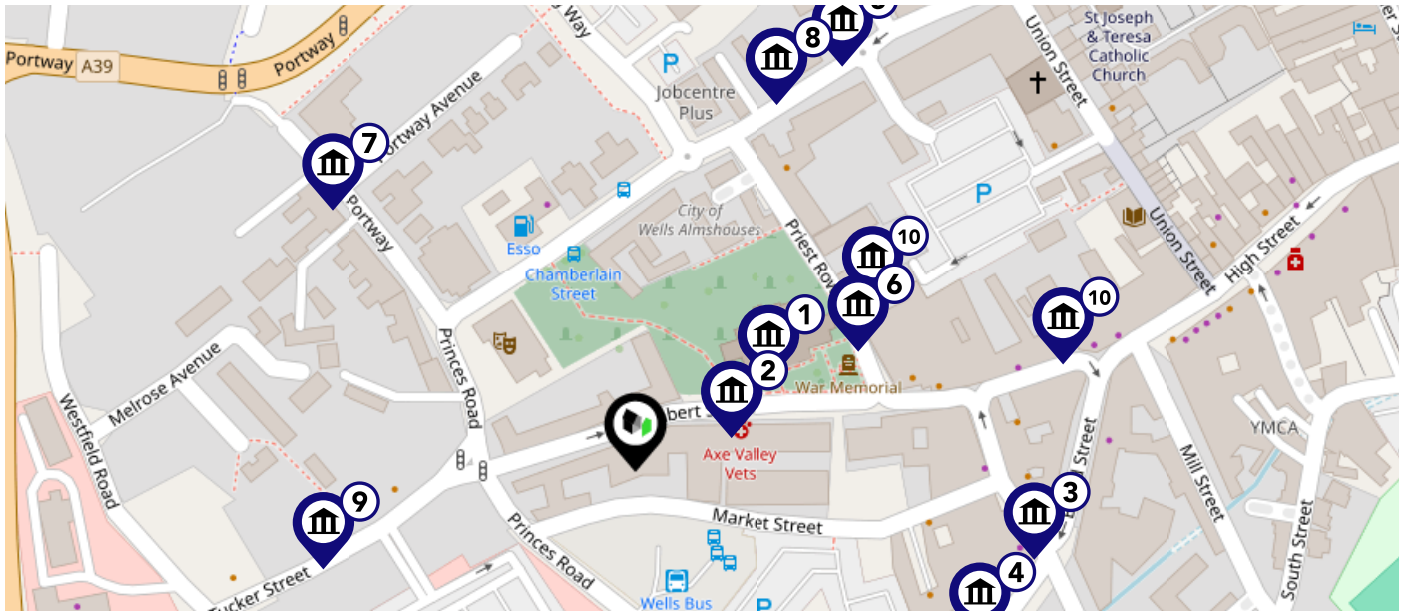 Way
8
Union Street
St Joseph
& Teresa
Catholic
Church
Portway
A39
Portway
P
Jobcentre
Plus
7
Portway Avenue
Portway
City of
Wells Almshouses
Priest Row
P
Union Street
High Street
Esso
Chamberlain
Street
10
6
10
1
2
War Memorial
Princes Road
Melrose Avenue
Westfield Road
Axe Valley
Vets
YMCA
Mill Street
Street
3
9
Market Street
Princes Road
South Street
4
Tucker Street
Wells Bus
P